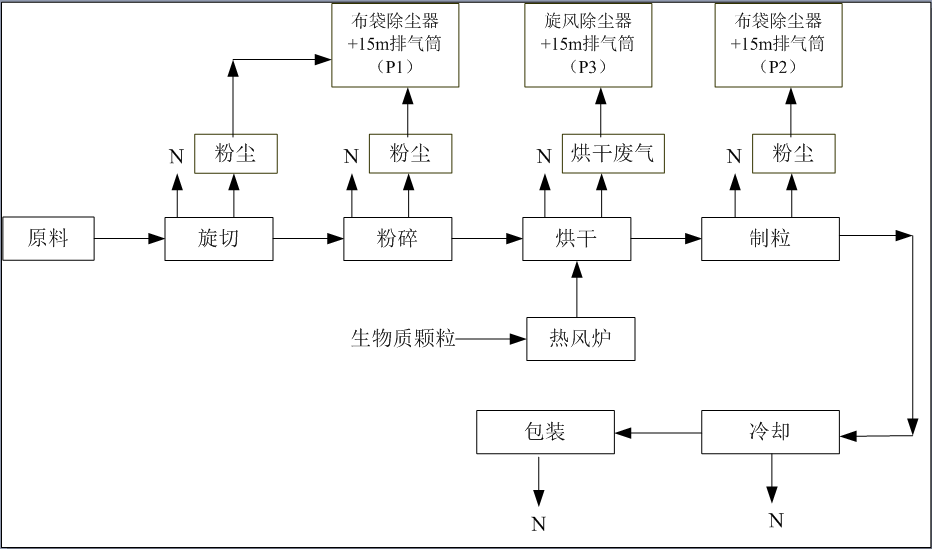 布袋除尘器
+15m排气筒
（P1）
旋风除尘器
+15m排气筒
（P3）
布袋除尘器
+15m排气筒
（P2）
N
粉尘
N
粉尘
N
烘干废气
N
粉尘
原料
旋切
粉碎
烘干
制粒
生物质颗粒
热风炉
包装
冷却
N
N